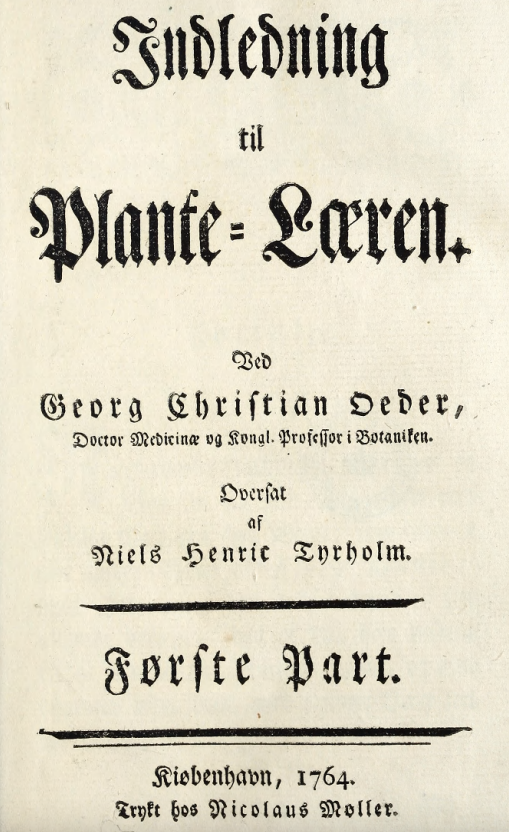 Indledning
til
Plante-Læren.
Ved
Georg Christian Oeder,
Doctor Medicinæ og Kongl. Professor i Botaniken.
Oversat
af
Niels Henric Tyrholm.
Første Part.
Kiøbenhavn, 1764.
Trykt hos Nicolaus Møller.